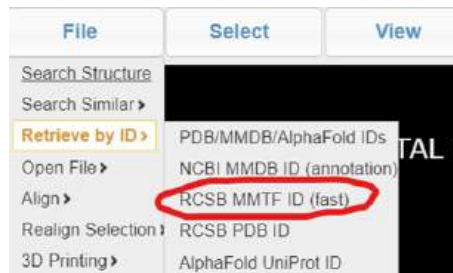 File Select View
Search Structure
Search Similar ›
Retrieve by ID › PDB/MMDB/AlphaFold IDs TAL
Open File › NCBI MMDB ID (annotation)
Align › RCSB MMTF ID (fast)
Realign Selection › RCSB PDB ID
3D Printing › AlphaFold UniProt ID